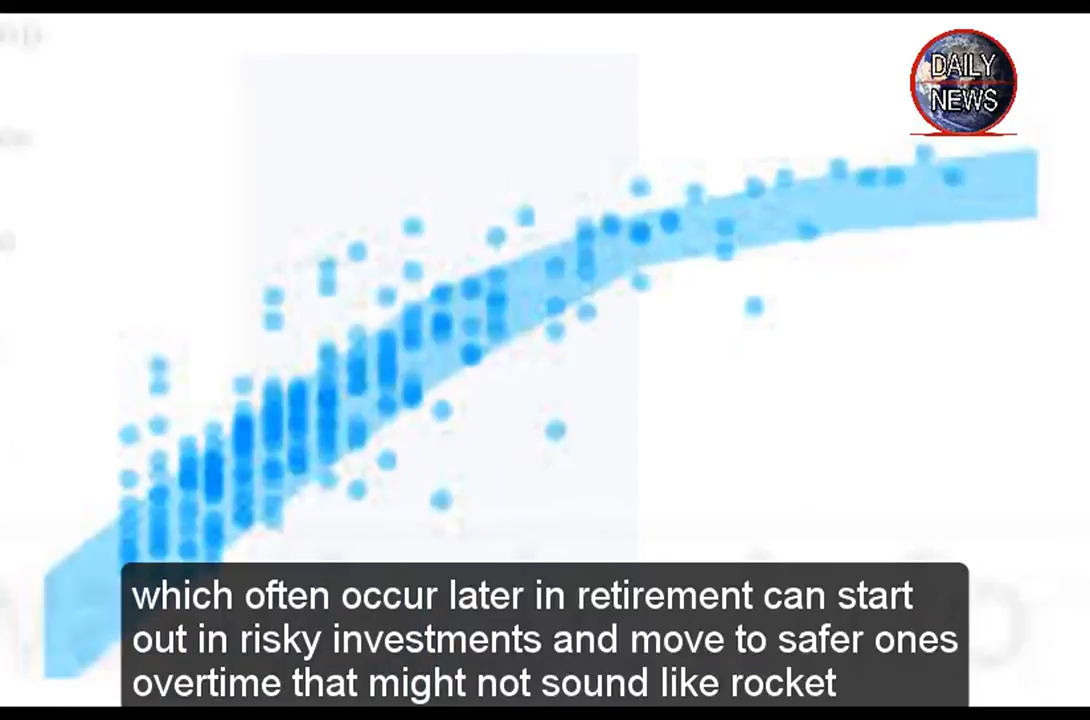 DAILY
NEWS
which often occur later in retirement can start
out in risky investments and move to safer ones
overtime that might not sound like rocket